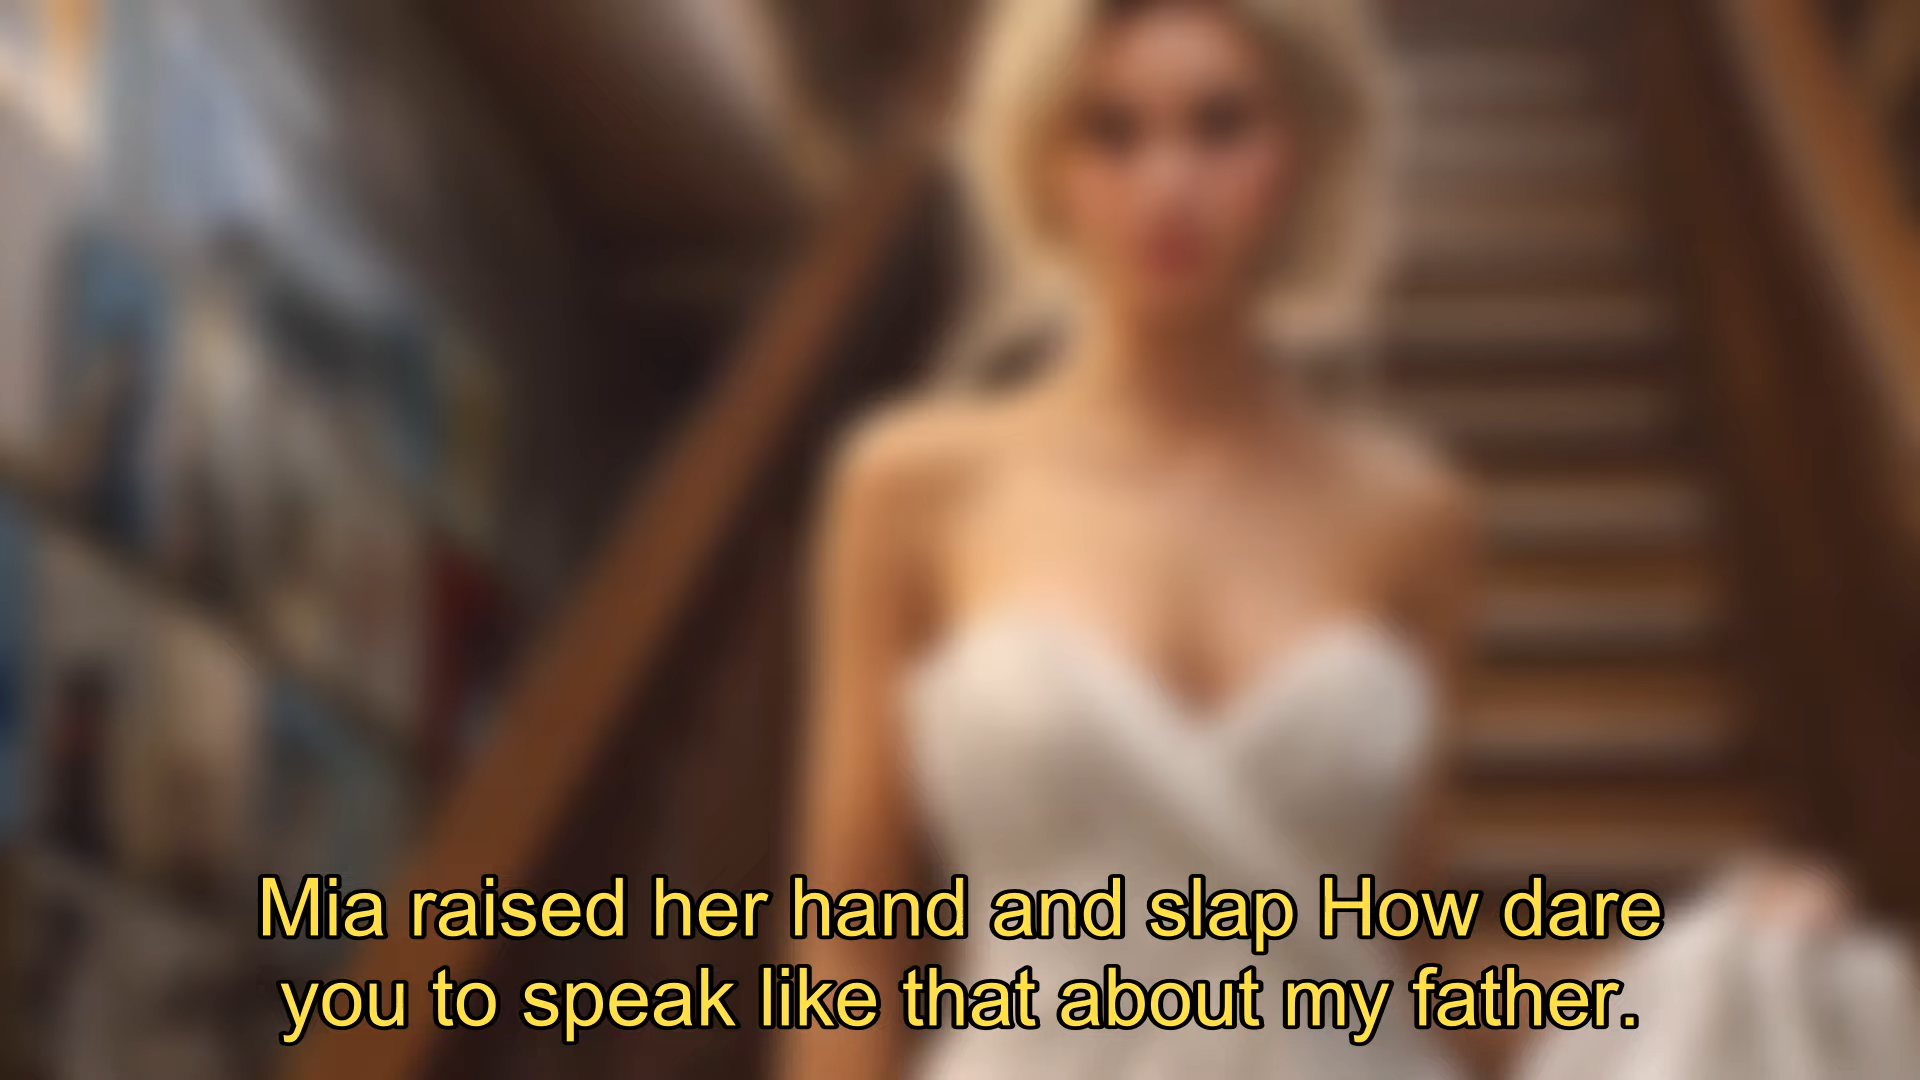 Mia raised her hand and slap How dare
you to speak like that about my father.